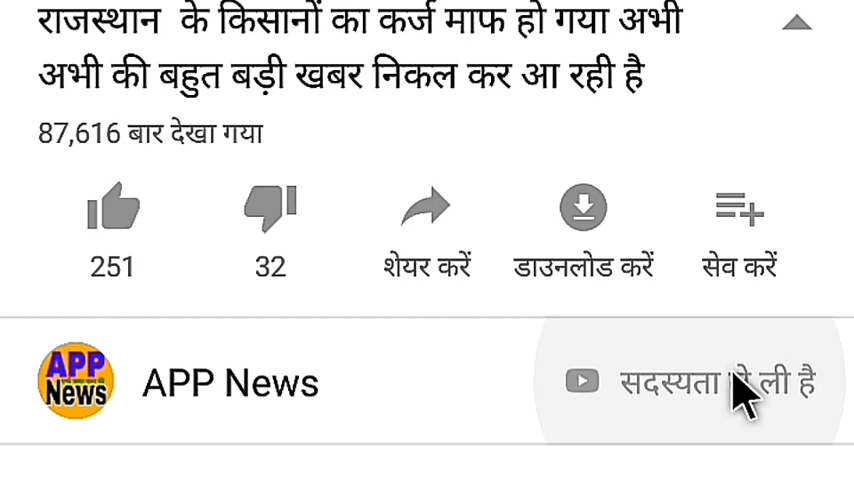 राजस्थान के किसानों का कर्ज माफ हो गया अभी
अभी की बहुत बड़ी खबर निकल कर आ रही है
87,616 बार देखा गया
251
32
शेयर करें
डाउनलोड करें
सेव करें
APP
News
APP News
सदस्यता ली है